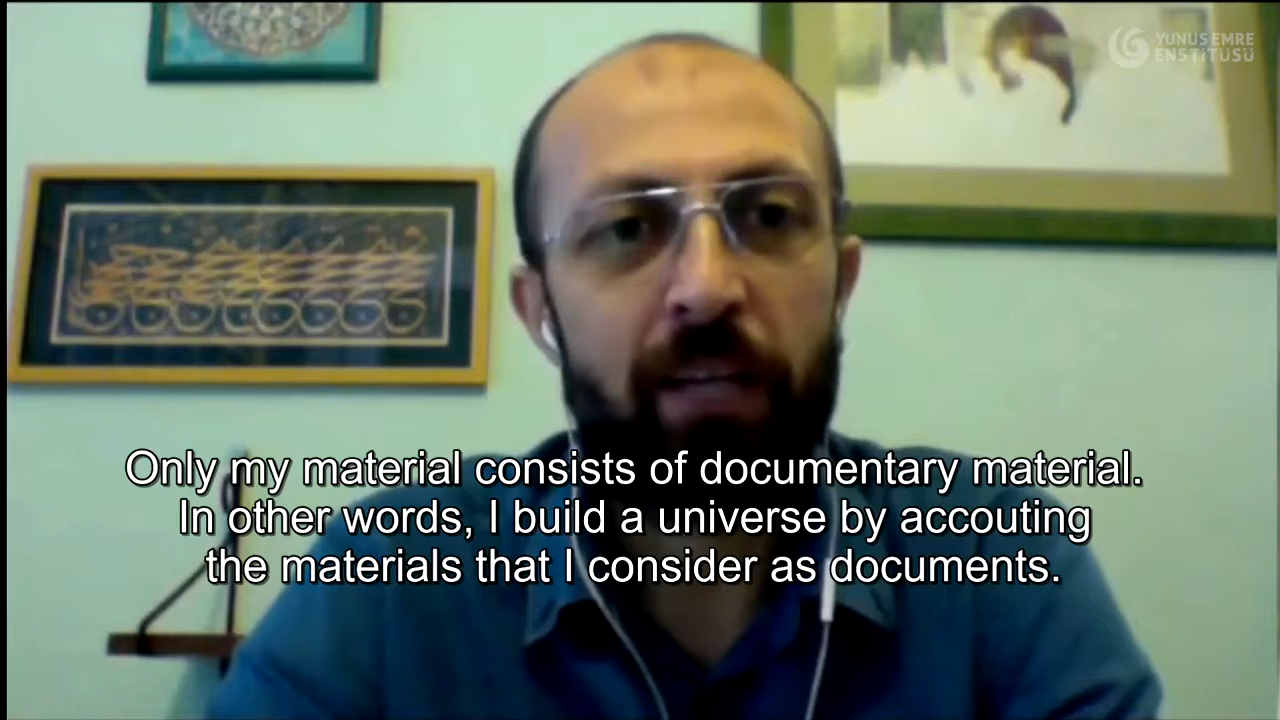 YUNUS EMRE
ENSTİTÜSÜ
Only my material consists of documentary material.
In other words, I build a universe by accouting
the materials that I consider as documents.